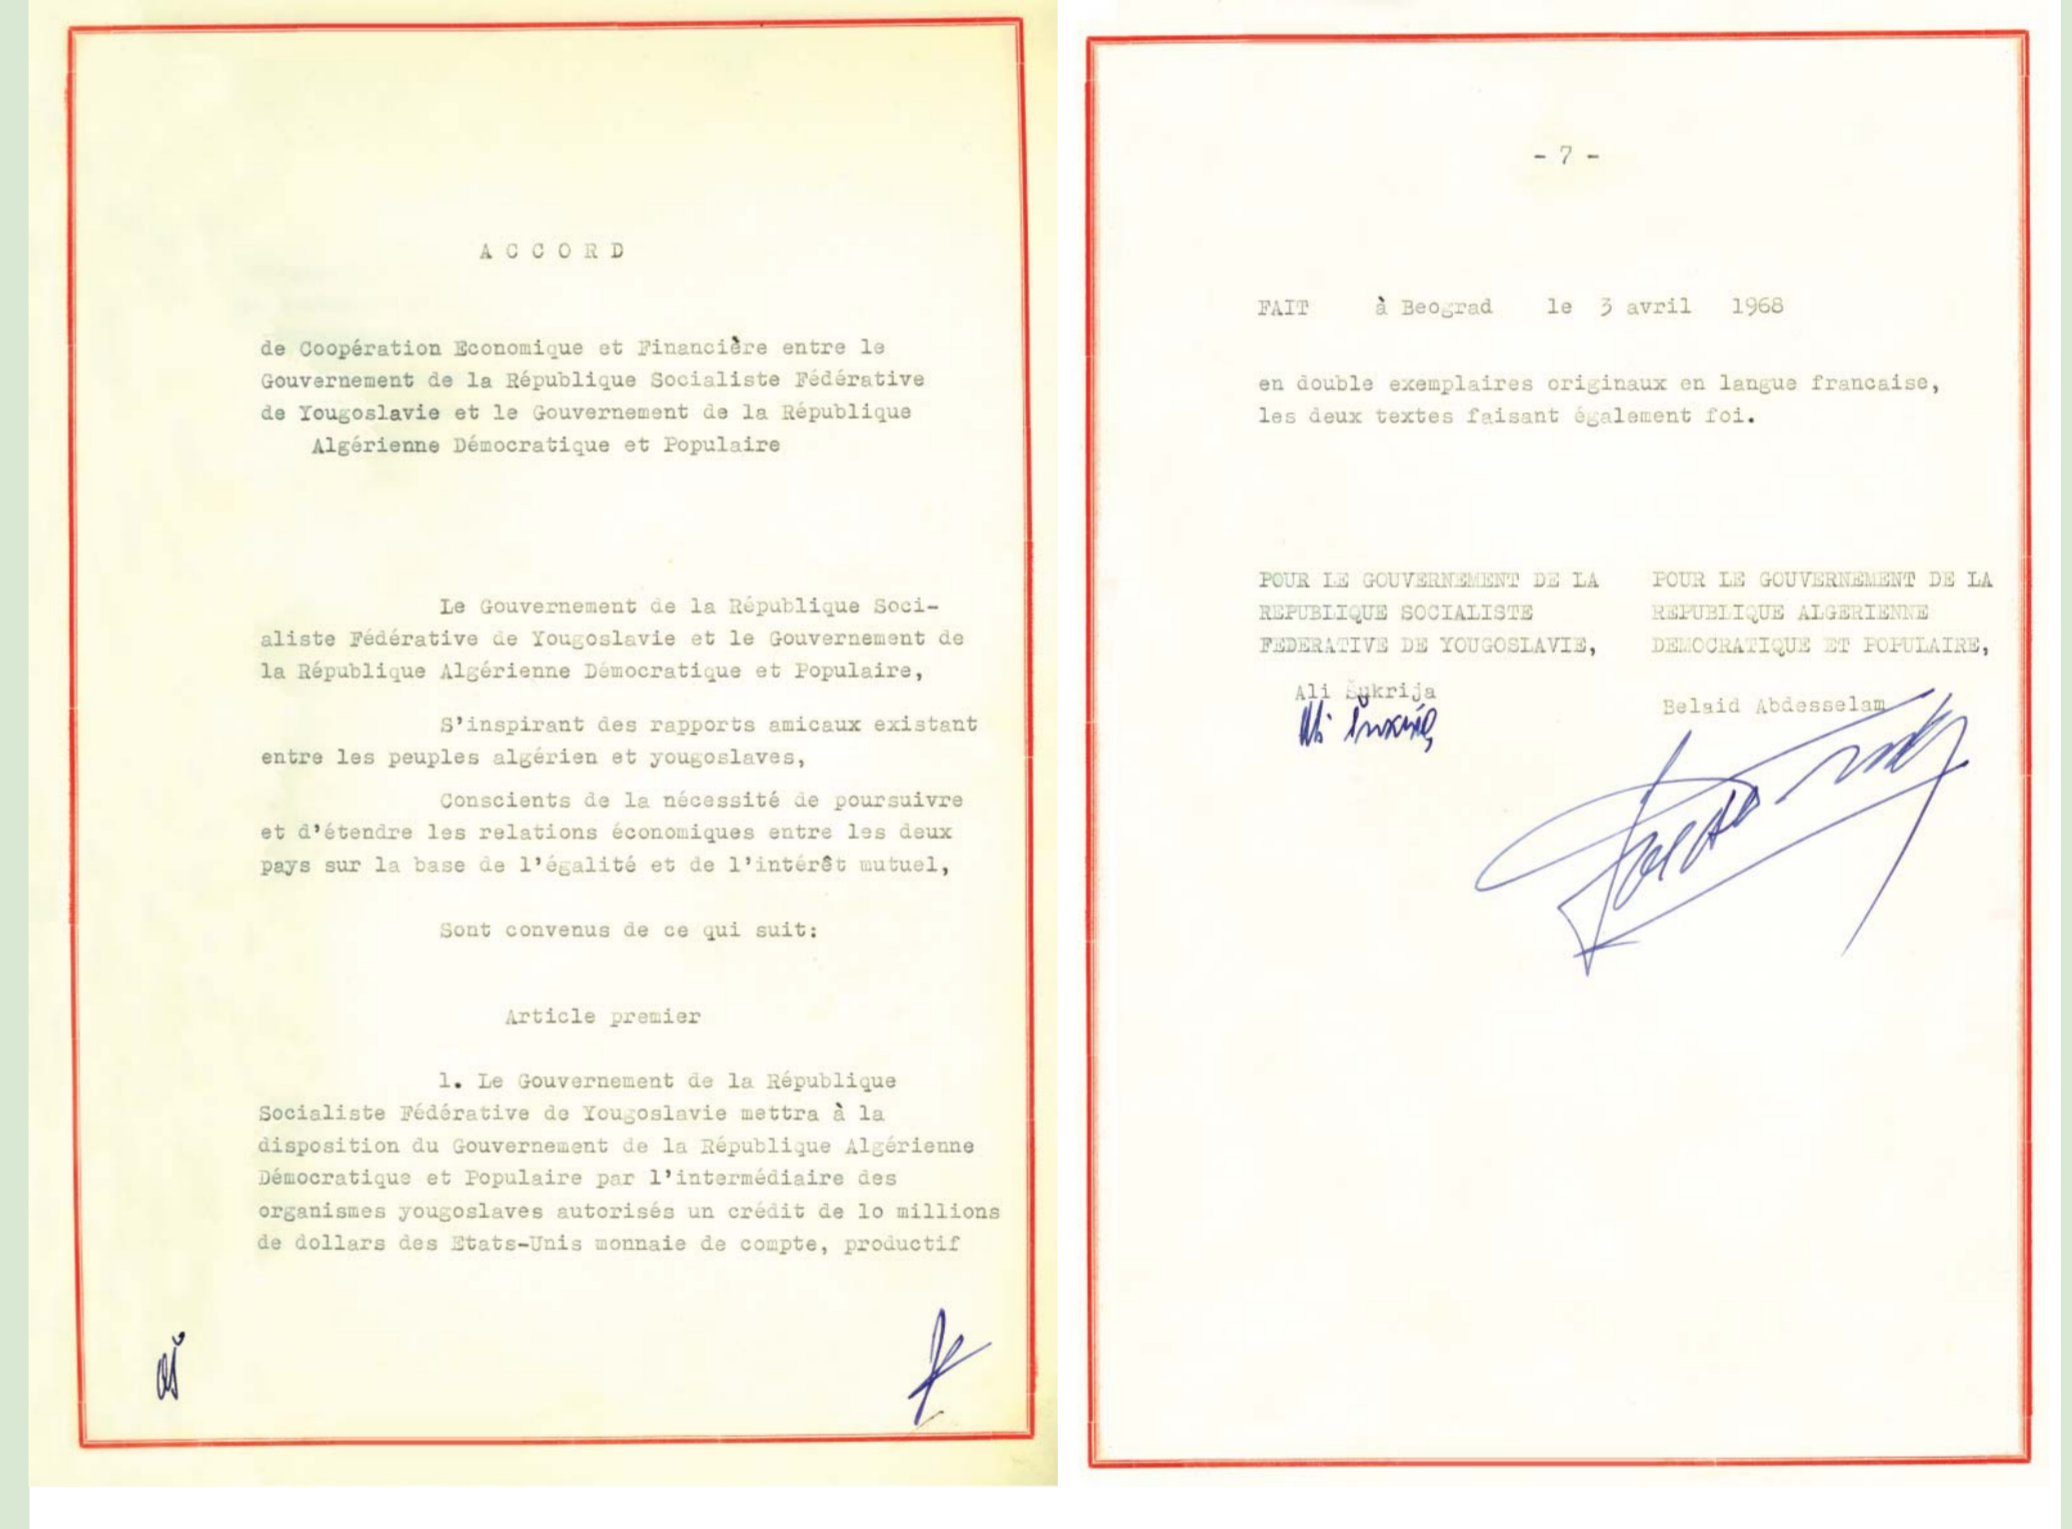 ACCORD
de Coopération Economique et Financière entre le
Gouvernement de la République Socialiste Fédérative
de Yougoslavie et le Gouvernement de la République
Algérienne Démocratique et Populaire
Le Gouvernement de la République Soci-
aliste Fédérative de Yougoslavie et le Gouvernement de
la République Algérienne Démocratique et Populaire,
S'inspirant des rapports amicaux existant
entre les peuples algérien et yougoslaves,
Conscients de la nécessité de poursuivre
et d'étendre les relations économiques entre les deux
pays sur la base de l'égalité et de l'intérêt mutuel,
Sont convenus de ce qui suit:
Article premier
1. Le Gouvernement de la République
Socialiste Fédérative de Yougoslavie mettra à la
disposition du Gouvernement de la République Algérienne
Démocratique et Populaire par l'intermédiaire des
organismes yougoslaves autorisés un crédit de lo millions
de dollars des Etats-Unis monnaie de compte, productif
aš
- 7 -
FAIT à Beograd le 3 avril 1968
en double exemplaires originaux en langue francaise,
les deux textes faisant également foi.
POUR LE GOUVERNEMENT DE LA
REPUBLIQUE SOCIALISTE
FEDERATIVE DE YOUGOSLAVIE,
Ali Šukrija
Ali Šukrija
POUR LE GOUVERNEMENT DE LA
REPUBLIQUE ALGERIENNE
DEMOCRATIQUE ET POPULAIRE,
Belaid Abdesselam